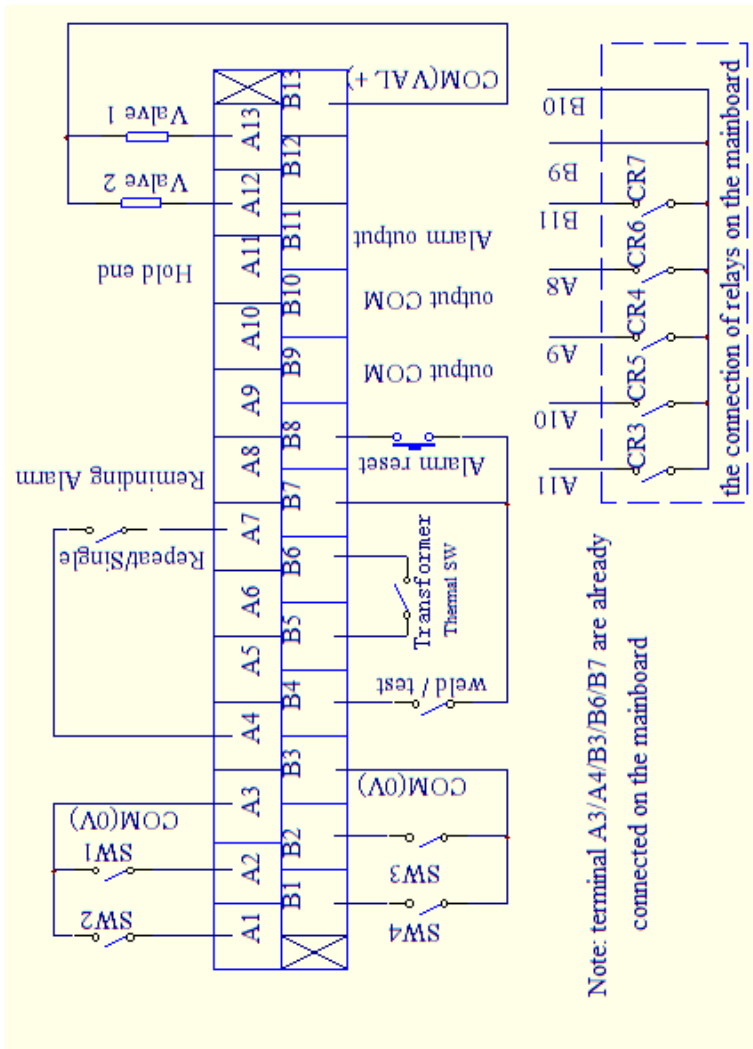 COM(VAL +)
Valve 1
Valve 2
Hold end
Reminding Alarm
Repeat/Single
COM(0V)
SW1
SW2
A13
A12
A11
A10
A9
A8
A7
A6
A5
A4
A3
A2
A1
B13
B12
B11
B10
B9
B8
B7
B6
B5
B4
B3
B2
B1
Alarm output
output COM
output COM
Alarm reset
Transformer
Thermal SW
weld / test
COM(0V)
SW3
SW4
B10
B9
B11
A8
A9
A10
A11
CR7
CR6
CR4
CR5
CR3
the connection of relays on the mainboard
Note: terminal A3/A4/B3/B6/B7 are already
connected on the mainboard